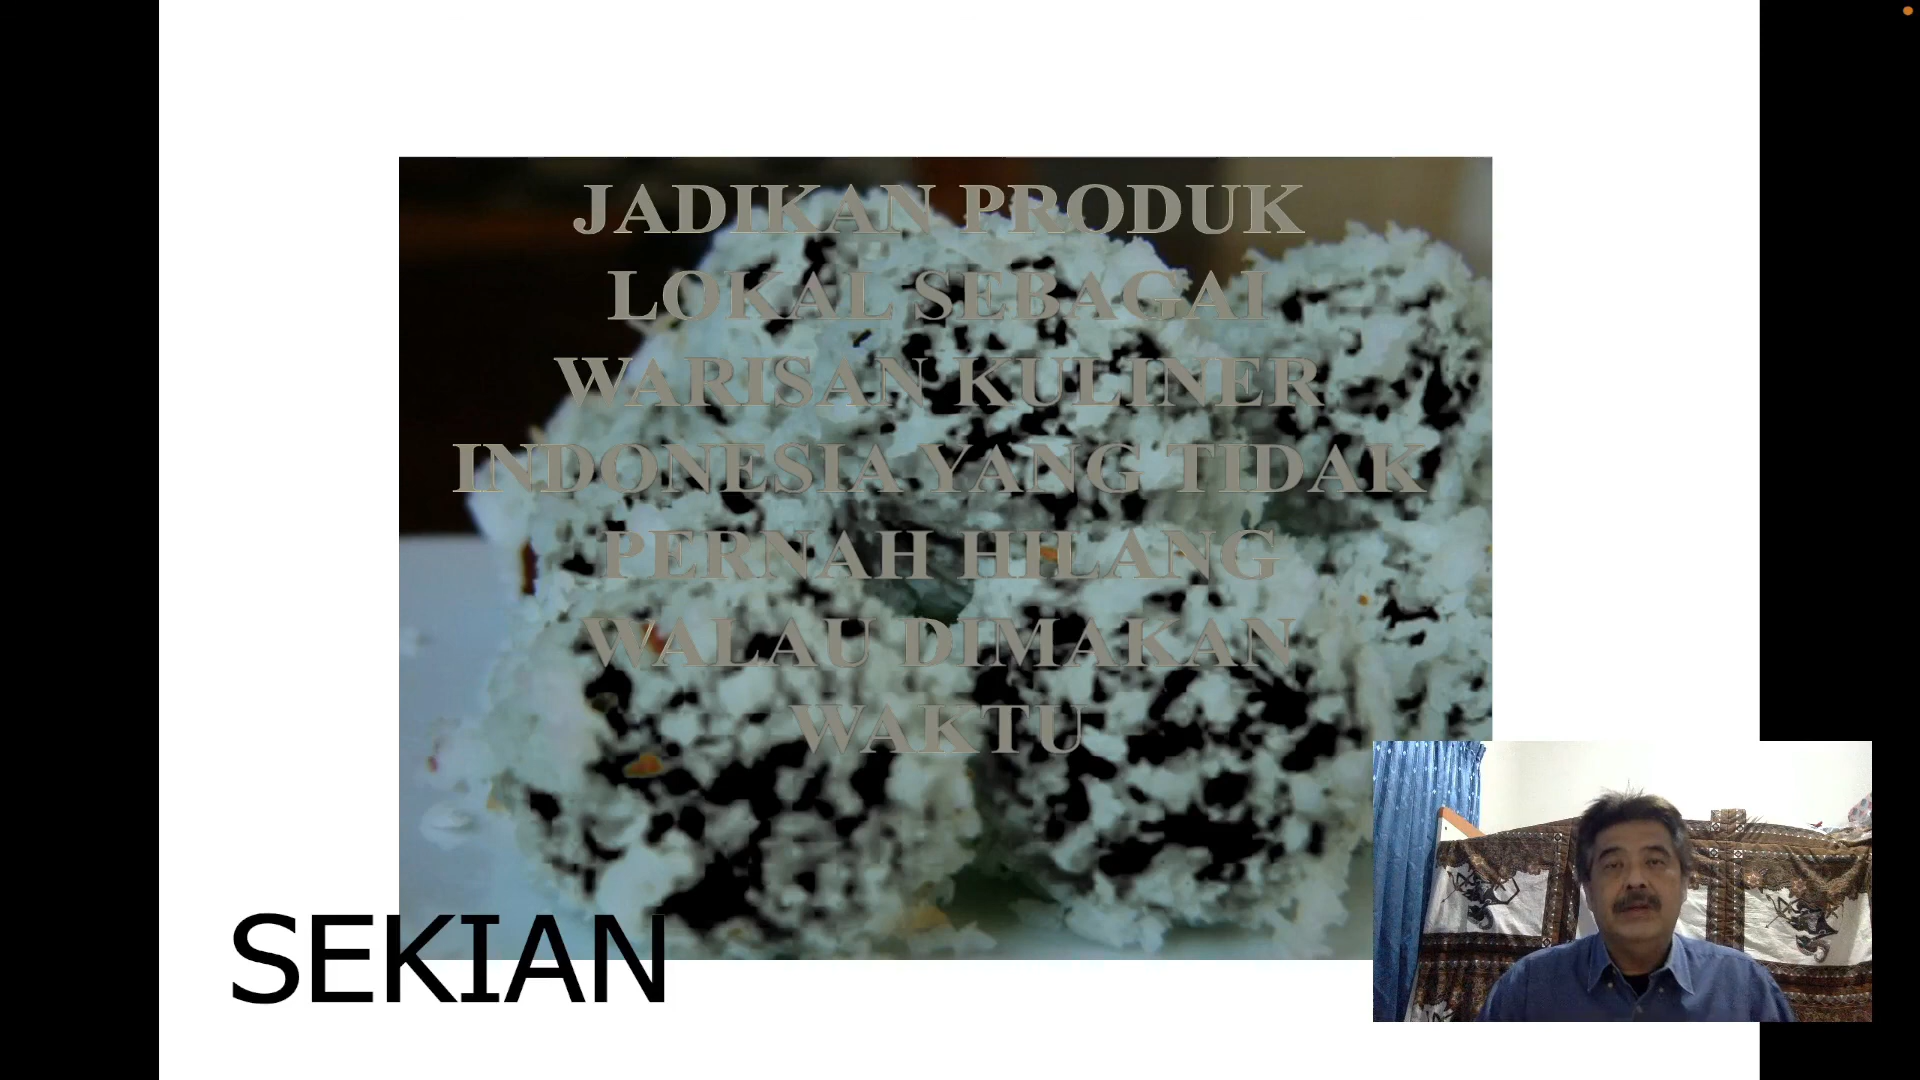 JADIKAN PRODUK
LOKAL SEBAGAI
WARISAN KULINER
INDONESIA YANG TIDAK
PERNAH HILANG
WALAU DIMAKAN
WAKTU
SEKIAN